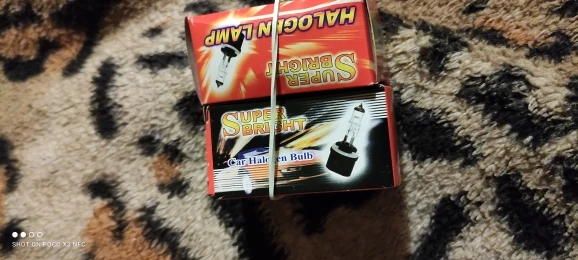 HALOGEN LAMP
SUPER
BRIGHT
SUPER
BRIGHT
Car Halogen Bulb
SHOT ON POCO X3 NFC